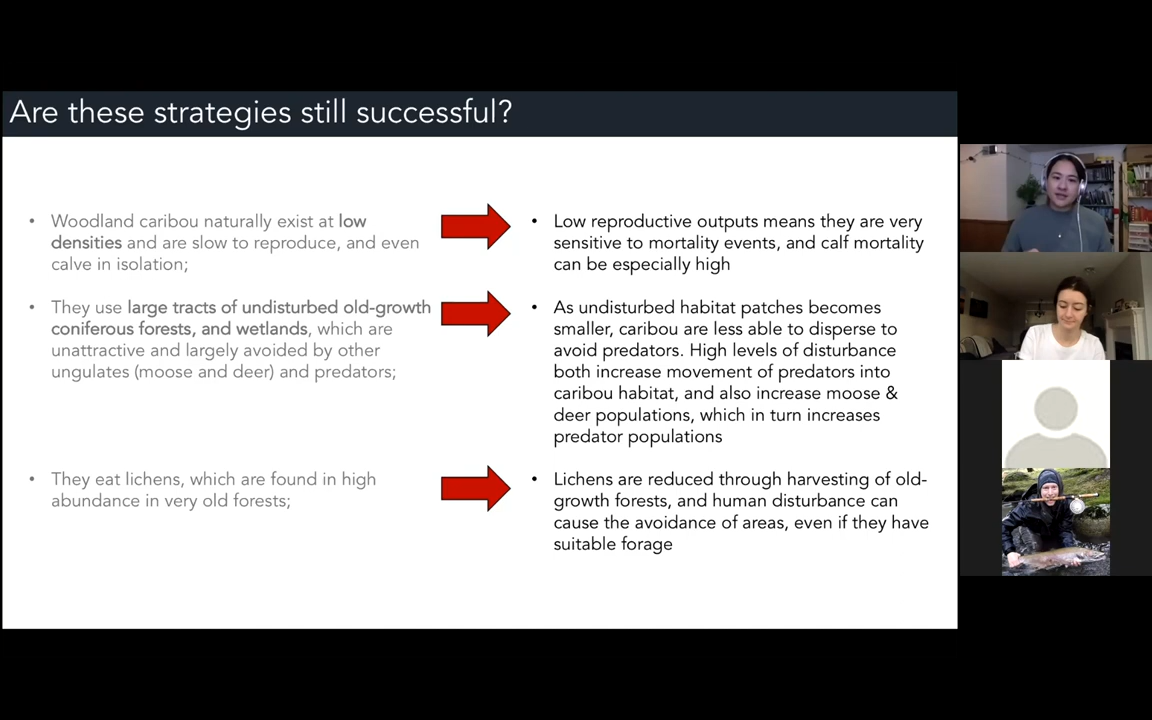 Are these strategies still successful?
• Woodland caribou naturally exist at low
densities and are slow to reproduce, and even
calve in isolation;
• They use large tracts of undisturbed old-growth
coniferous forests, and wetlands, which are
unattractive and largely avoided by other
ungulates (moose and deer) and predators;
• They eat lichens, which are found in high
abundance in very old forests;
• Low reproductive outputs means they are very
sensitive to mortality events, and calf mortality
can be especially high
• As undisturbed habitat patches becomes
smaller, caribou are less able to disperse to
avoid predators. High levels of disturbance
both increase movement of predators into
caribou habitat, and also increase moose &
deer populations, which in turn increases
predator populations
• Lichens are reduced through harvesting of old-
growth forests, and human disturbance can
cause the avoidance of areas, even if they have
suitable forage